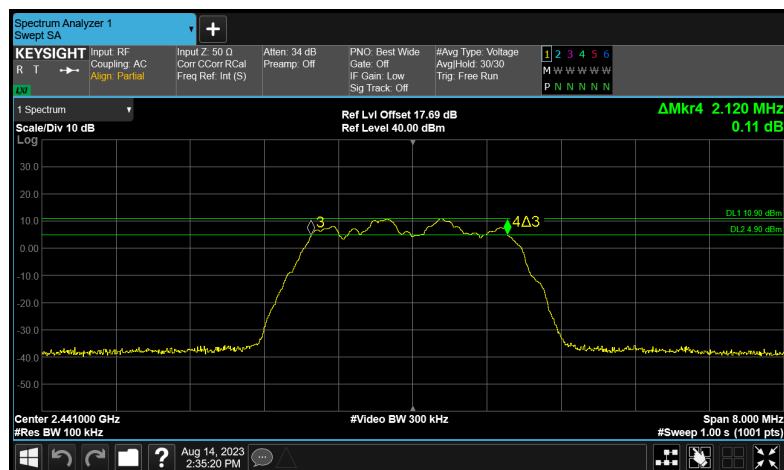 Spectrum Analyzer 1
Swept SA
KEYSIGHT
R T
LXI
Input: RF
Coupling: AC
Align: Partial
Input Z: 50 Ω
Corr CCorr RCal
Freq Ref: Int (S)
Atten: 34 dB
Preamp: Off
PNO: Best Wide
Gate: Off
IF Gain: Low
Sig Track: Off
#Avg Type: Voltage
Avg|Hold: 30/30
Trig: Free Run
1 2 3 4 5 6
M W W W W W W
P N N N N N
1 Spectrum
Scale/Div 10 dB
Log
Ref Lvl Offset 17.69 dB
Ref Level 40.00 dBm
ΔMkr4 2.120 MHz
0.11 dB
30.0
20.0
10.0
0.00
-10.0
-20.0
-30.0
-40.0
-50.0
3
4Δ3
DL1 10.90 dBm
DL2 4.90 dBm
Center 2.441000 GHz
#Res BW 100 kHz
#Video BW 300 kHz
Span 8.000 MHz
#Sweep 1.00 s (1001 pts)
?
Aug 14, 2023
2:35:20 PM